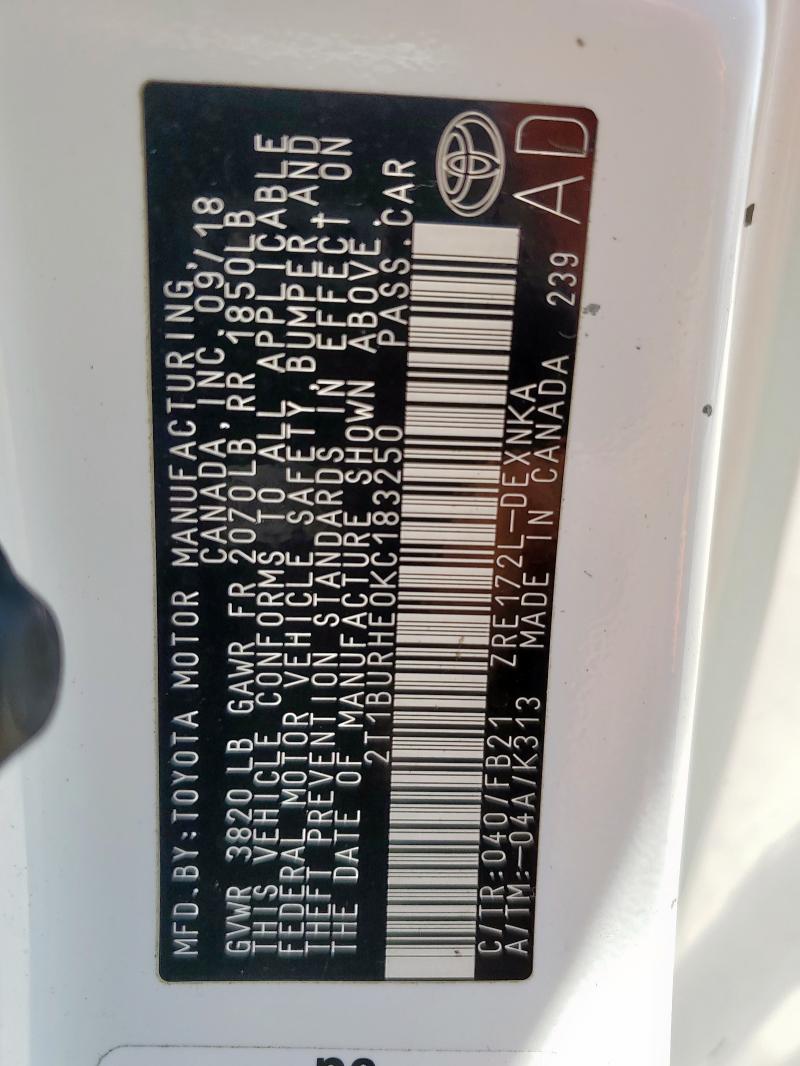 MFD.BY:TOYOTA MOTOR MANUFACTURING,
CANADA, INC. 09/18
GVWR 3820 LB GAWR FR 2070LB, RR 1850LB
THIS VEHICLE CONFORMS TO ALL APPLICABLE
FEDERAL MOTOR VEHICLE SAFETY, BUMPER, AND
THEFT PREVENTION STANDARDS IN EFFECT ON
THE DATE OF MANUFACTURE SHOWN ABOVE.
2T1BURHE0KC183250 PASS.CAR
C/TR:040/FB21 ZRE172L-DEXNKA
A/TM:-04A/K313 MADE IN CANADA 239
AD